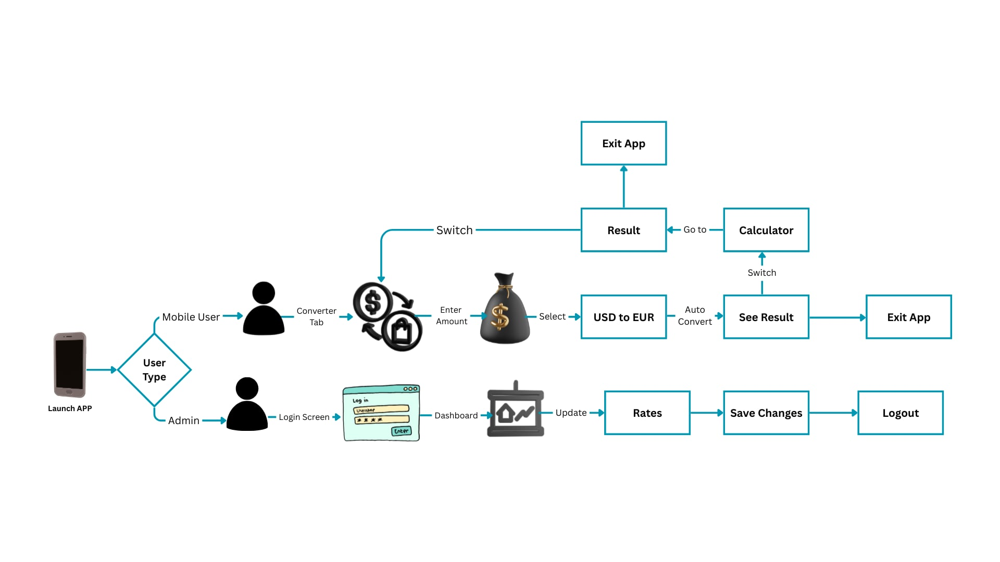 Exit App
Switch
Result
Go to
Calculator
Switch
Mobile User
Converter
Tab
Enter
Amount
Select
USD to EUR
Auto
Convert
See Result
Exit App
User
Type
Launch APP
Admin
Login Screen
Log in
Username
****
Enter
Dashboard
Update
Rates
Save Changes
Logout